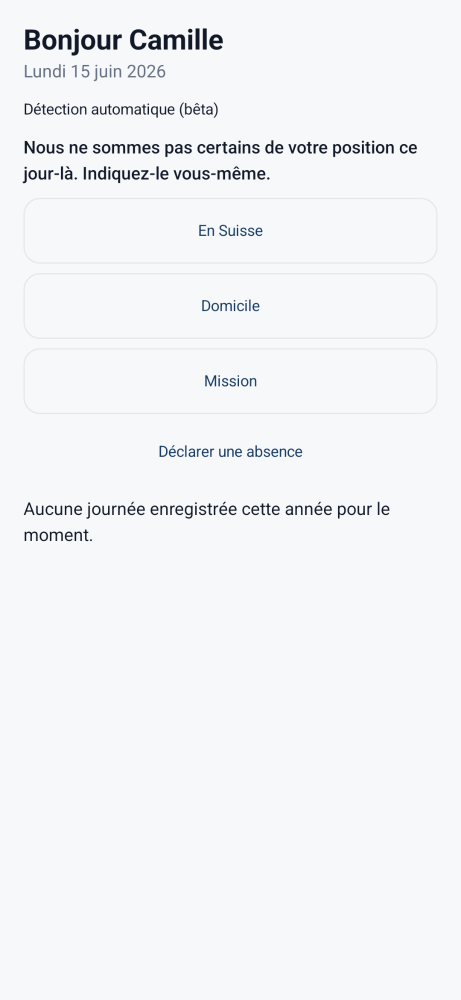 Bonjour Camille
Lundi 15 juin 2026
Détection automatique (bêta)
Nous ne sommes pas certains de votre position ce
jour-là. Indiquez-le vous-même.
En Suisse
Domicile
Mission
Déclarer une absence
Aucune journée enregistrée cette année pour le
moment.